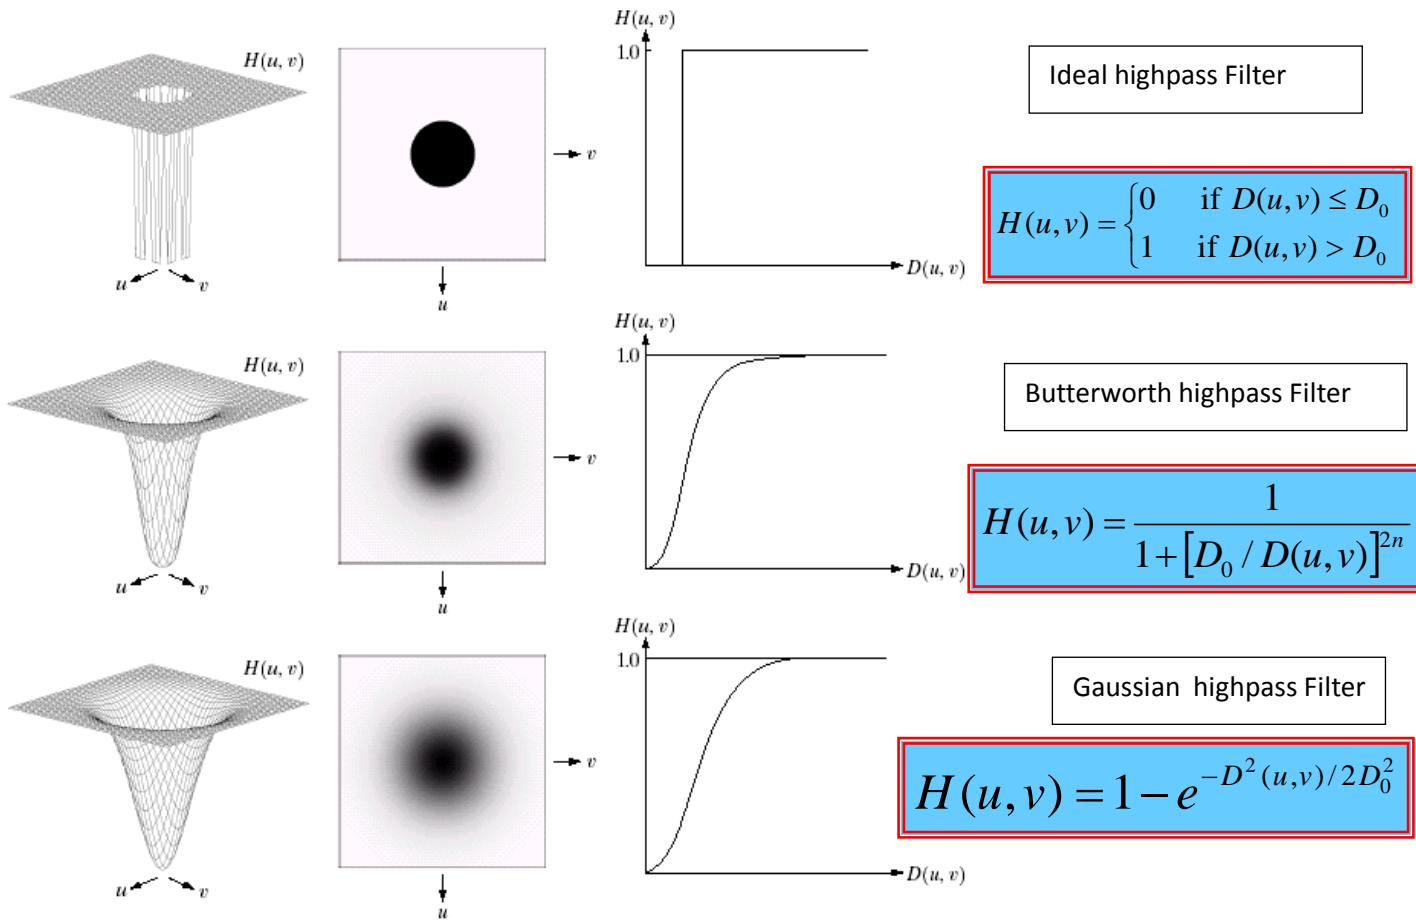 H(u, v)
1.0
D(u, v)
H(u, v)
u
v
v
u
Ideal highpass Filter
H(u,v) = {0 if D(u,v) ≤ D₀
1 if D(u,v) > D₀
H(u, v)
1.0
D(u, v)
H(u, v)
u
v
v
u
Butterworth highpass Filter
H(u,v) = 1 / 1+[D₀ / D(u,v)]²ⁿ
H(u, v)
1.0
D(u, v)
H(u, v)
u
v
v
u
Gaussian highpass Filter
H(u,v) = 1 − e^{−D²(u,v)/2D₀²}